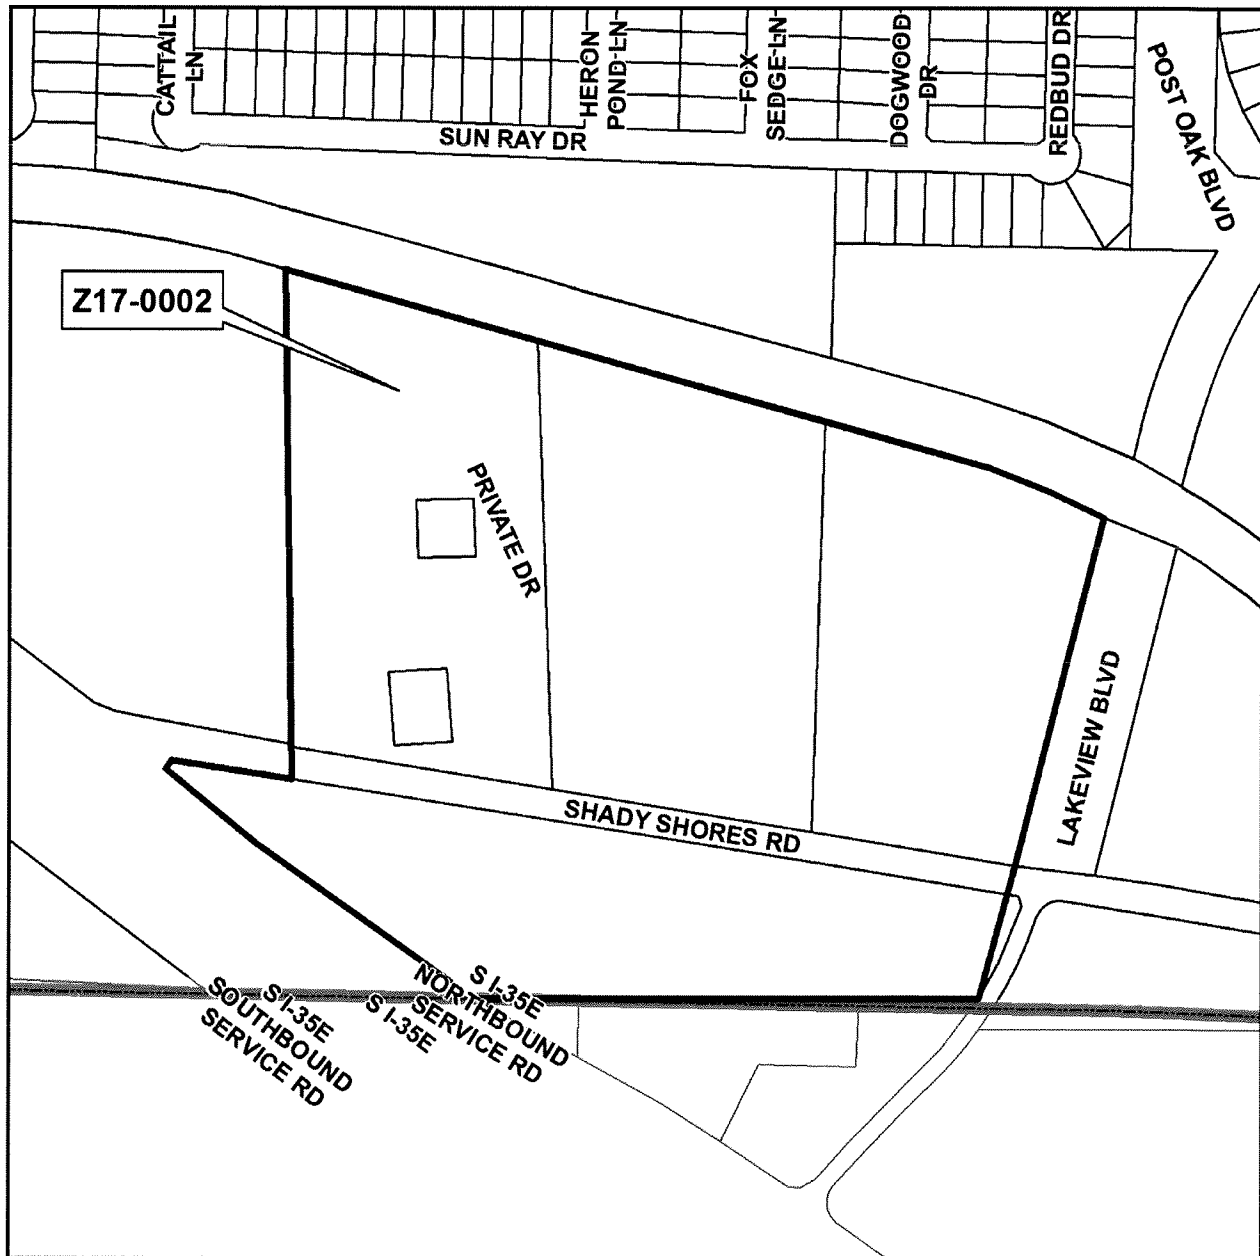 CATTAIL
LN
HERON
POND LN
FOX
SEDGE LN
DOGWOOD
DR
REDBUD DR
POST OAK BLVD
SUN RAY DR
Z17-0002
PRIVATE DR
LAKEVIEW BLVD
SHADY SHORES RD
S I-35E
NORTHBOUND
SERVICE RD
S I-35E
S I-35E
SOUTHBOUND
SERVICE RD